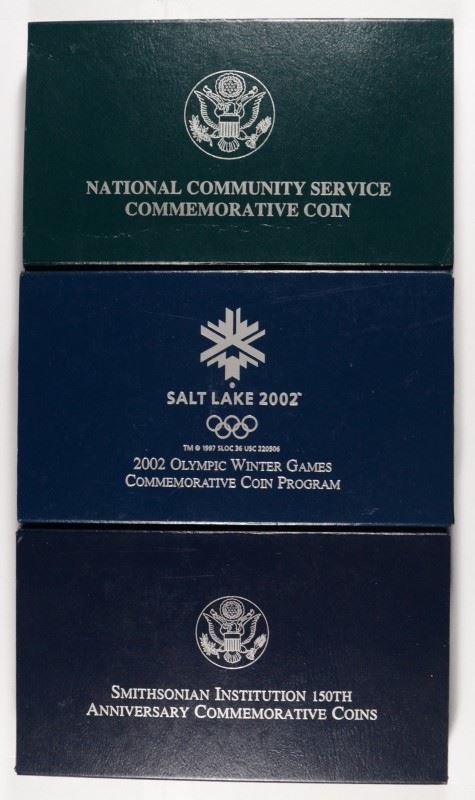 NATIONAL COMMUNITY SERVICE
COMMEMORATIVE COIN
SALT LAKE 2002™
TM © 1997 SLOC 36 USC 220506
2002 OLYMPIC WINTER GAMES
COMMEMORATIVE COIN PROGRAM
SMITHSONIAN INSTITUTION 150TH
ANNIVERSARY COMMEMORATIVE COINS